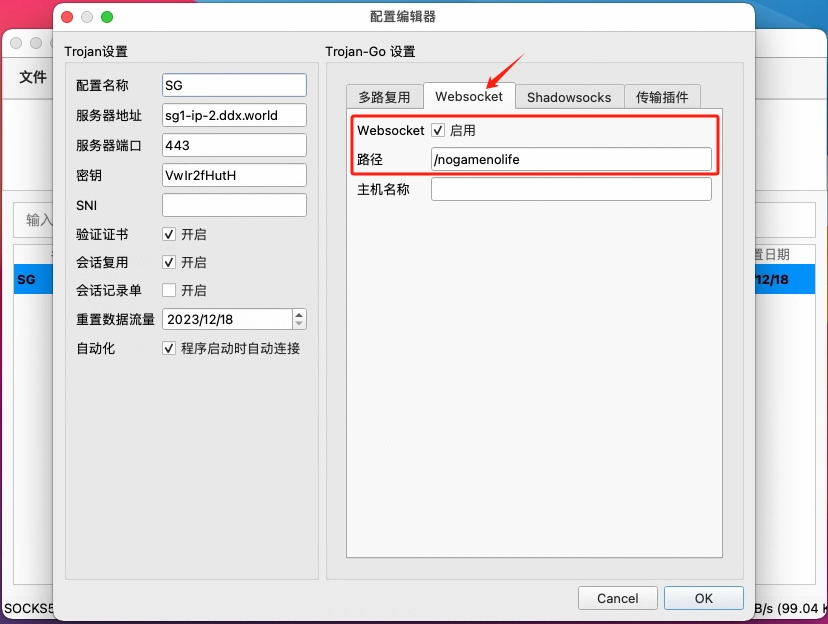 配置编辑器
文件
输入
SG
SOCKS5
Trojan设置
配置名称 SG
服务器地址 sg1-ip-2.ddx.world
服务器端口 443
密钥 VwIr2fHutH
SNI
验证证书 开启
会话复用 开启
会话记录单 开启
重置数据流量 2023/12/18
自动化 程序启动时自动连接
Trojan-Go 设置
多路复用 Websocket Shadowsocks 传输插件
Websocket 启用
路径 /nogamenolife
主机名称
Cancel OK
置日期
12/18
B/s (99.04